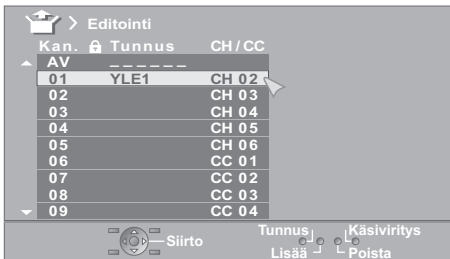 > Editointi
Kan. Tunnus CH/CC
AV _ _ _ _ _ _
01 YLE1 CH 02
02 CH 03
03 CH 04
04 CH 05
05 CH 06
06 CC 01
07 CC 02
08 CC 03
09 CC 04
Siirto
Tunnus Käsiviritys
Lisää Poista